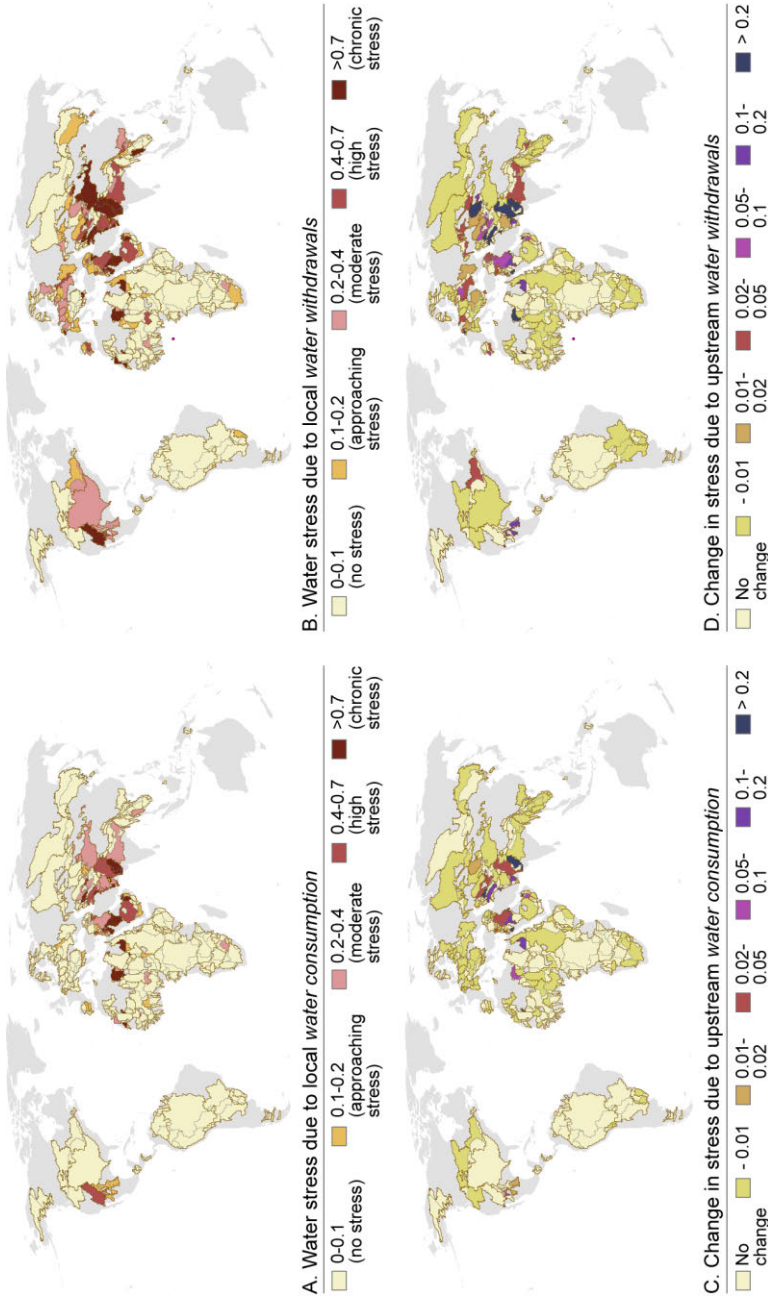 A. Water stress due to local water consumption
0-0.1
(no stress)
0.1-0.2
(approaching
stress)
0.2-0.4
(moderate
stress)
0.4-0.7
(high
stress)
>0.7
(chronic
stress)
B. Water stress due to local water withdrawals
0-0.1
(no stress)
0.1-0.2
(approaching
stress)
0.2-0.4
(moderate
stress)
0.4-0.7
(high
stress)
>0.7
(chronic
stress)
C. Change in stress due to upstream water consumption
No
change
- 0.01
0.01-
0.02
0.02-
0.05
0.05-
0.1
0.1-
0.2
> 0.2
D. Change in stress due to upstream water withdrawals
No
change
- 0.01
0.01-
0.02
0.02-
0.05
0.05-
0.1
0.1-
0.2
> 0.2